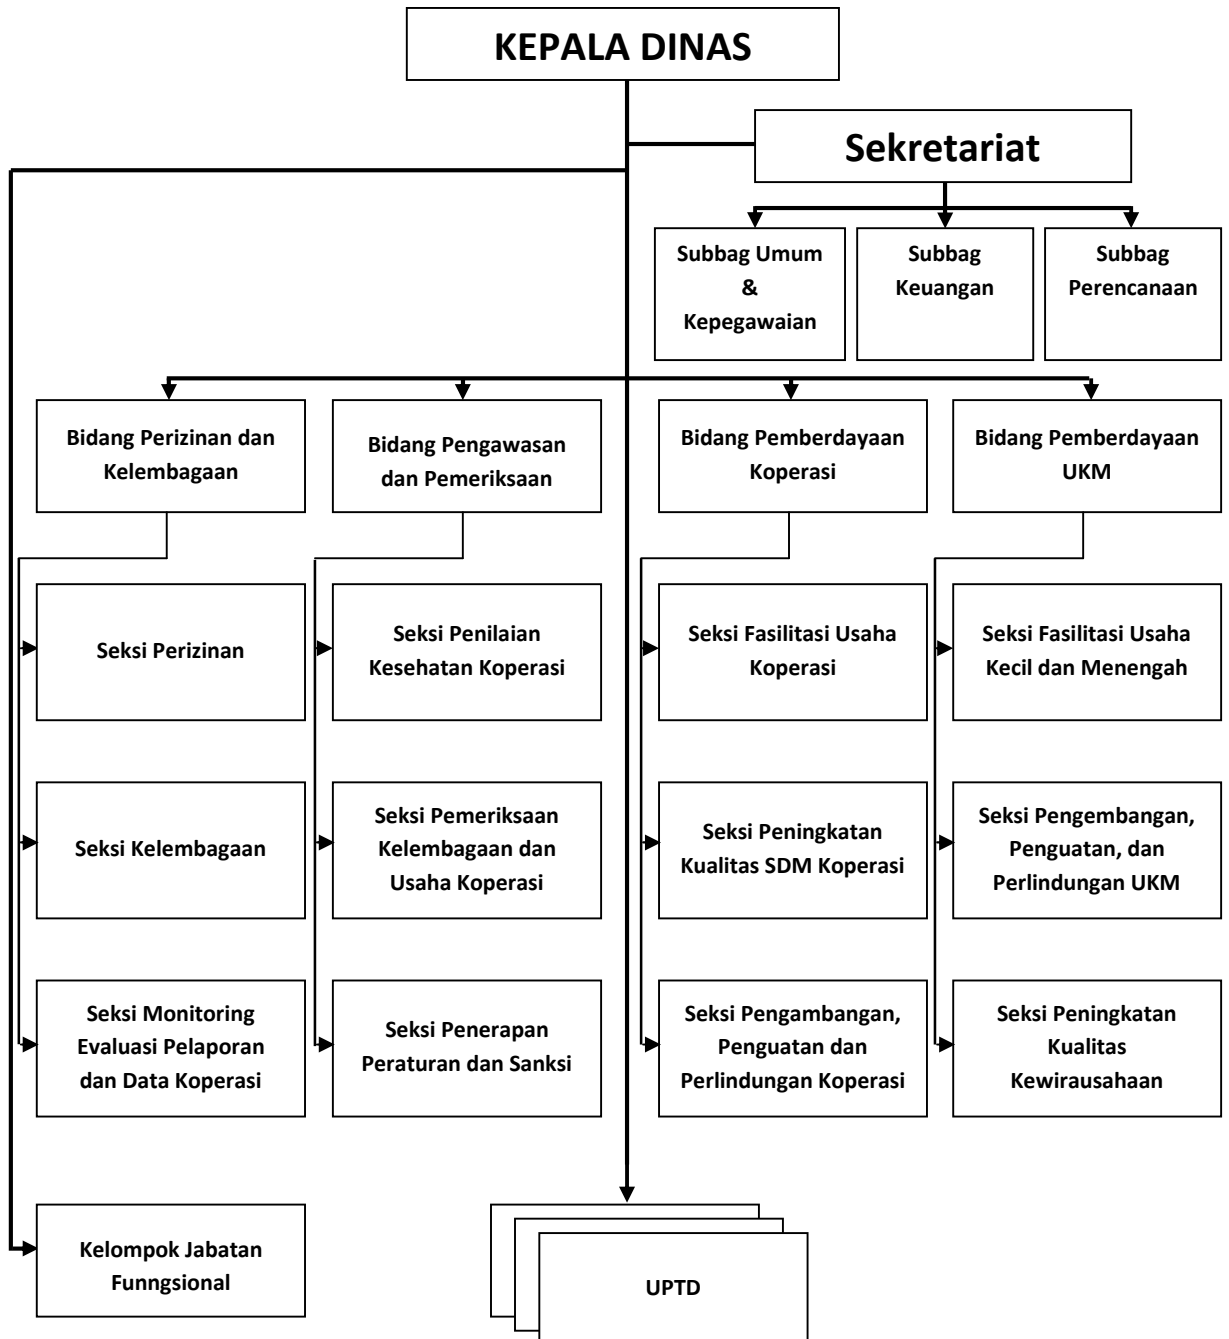 KEPALA DINAS
Sekretariat
Subbag Umum
&
Kepegawaian
Subbag
Keuangan
Subbag
Perencanaan
Bidang Perizinan dan
Kelembagaan
Bidang Pengawasan
dan Pemeriksaan
Bidang Pemberdayaan
Koperasi
Bidang Pemberdayaan
UKM
Seksi Perizinan
Seksi Penilaian
Kesehatan Koperasi
Seksi Fasilitasi Usaha
Koperasi
Seksi Fasilitasi Usaha
Kecil dan Menengah
Seksi Kelembagaan
Seksi Pemeriksaan
Kelembagaan dan
Usaha Koperasi
Seksi Peningkatan
Kualitas SDM Koperasi
Seksi Pengembangan,
Penguatan, dan
Perlindungan UKM
Seksi Monitoring
Evaluasi Pelaporan
dan Data Koperasi
Seksi Penerapan
Peraturan dan Sanksi
Seksi Pengambangan,
Penguatan dan
Perlindungan Koperasi
Seksi Peningkatan
Kualitas
Kewirausahaan
Kelompok Jabatan
Funngsional
UPTD